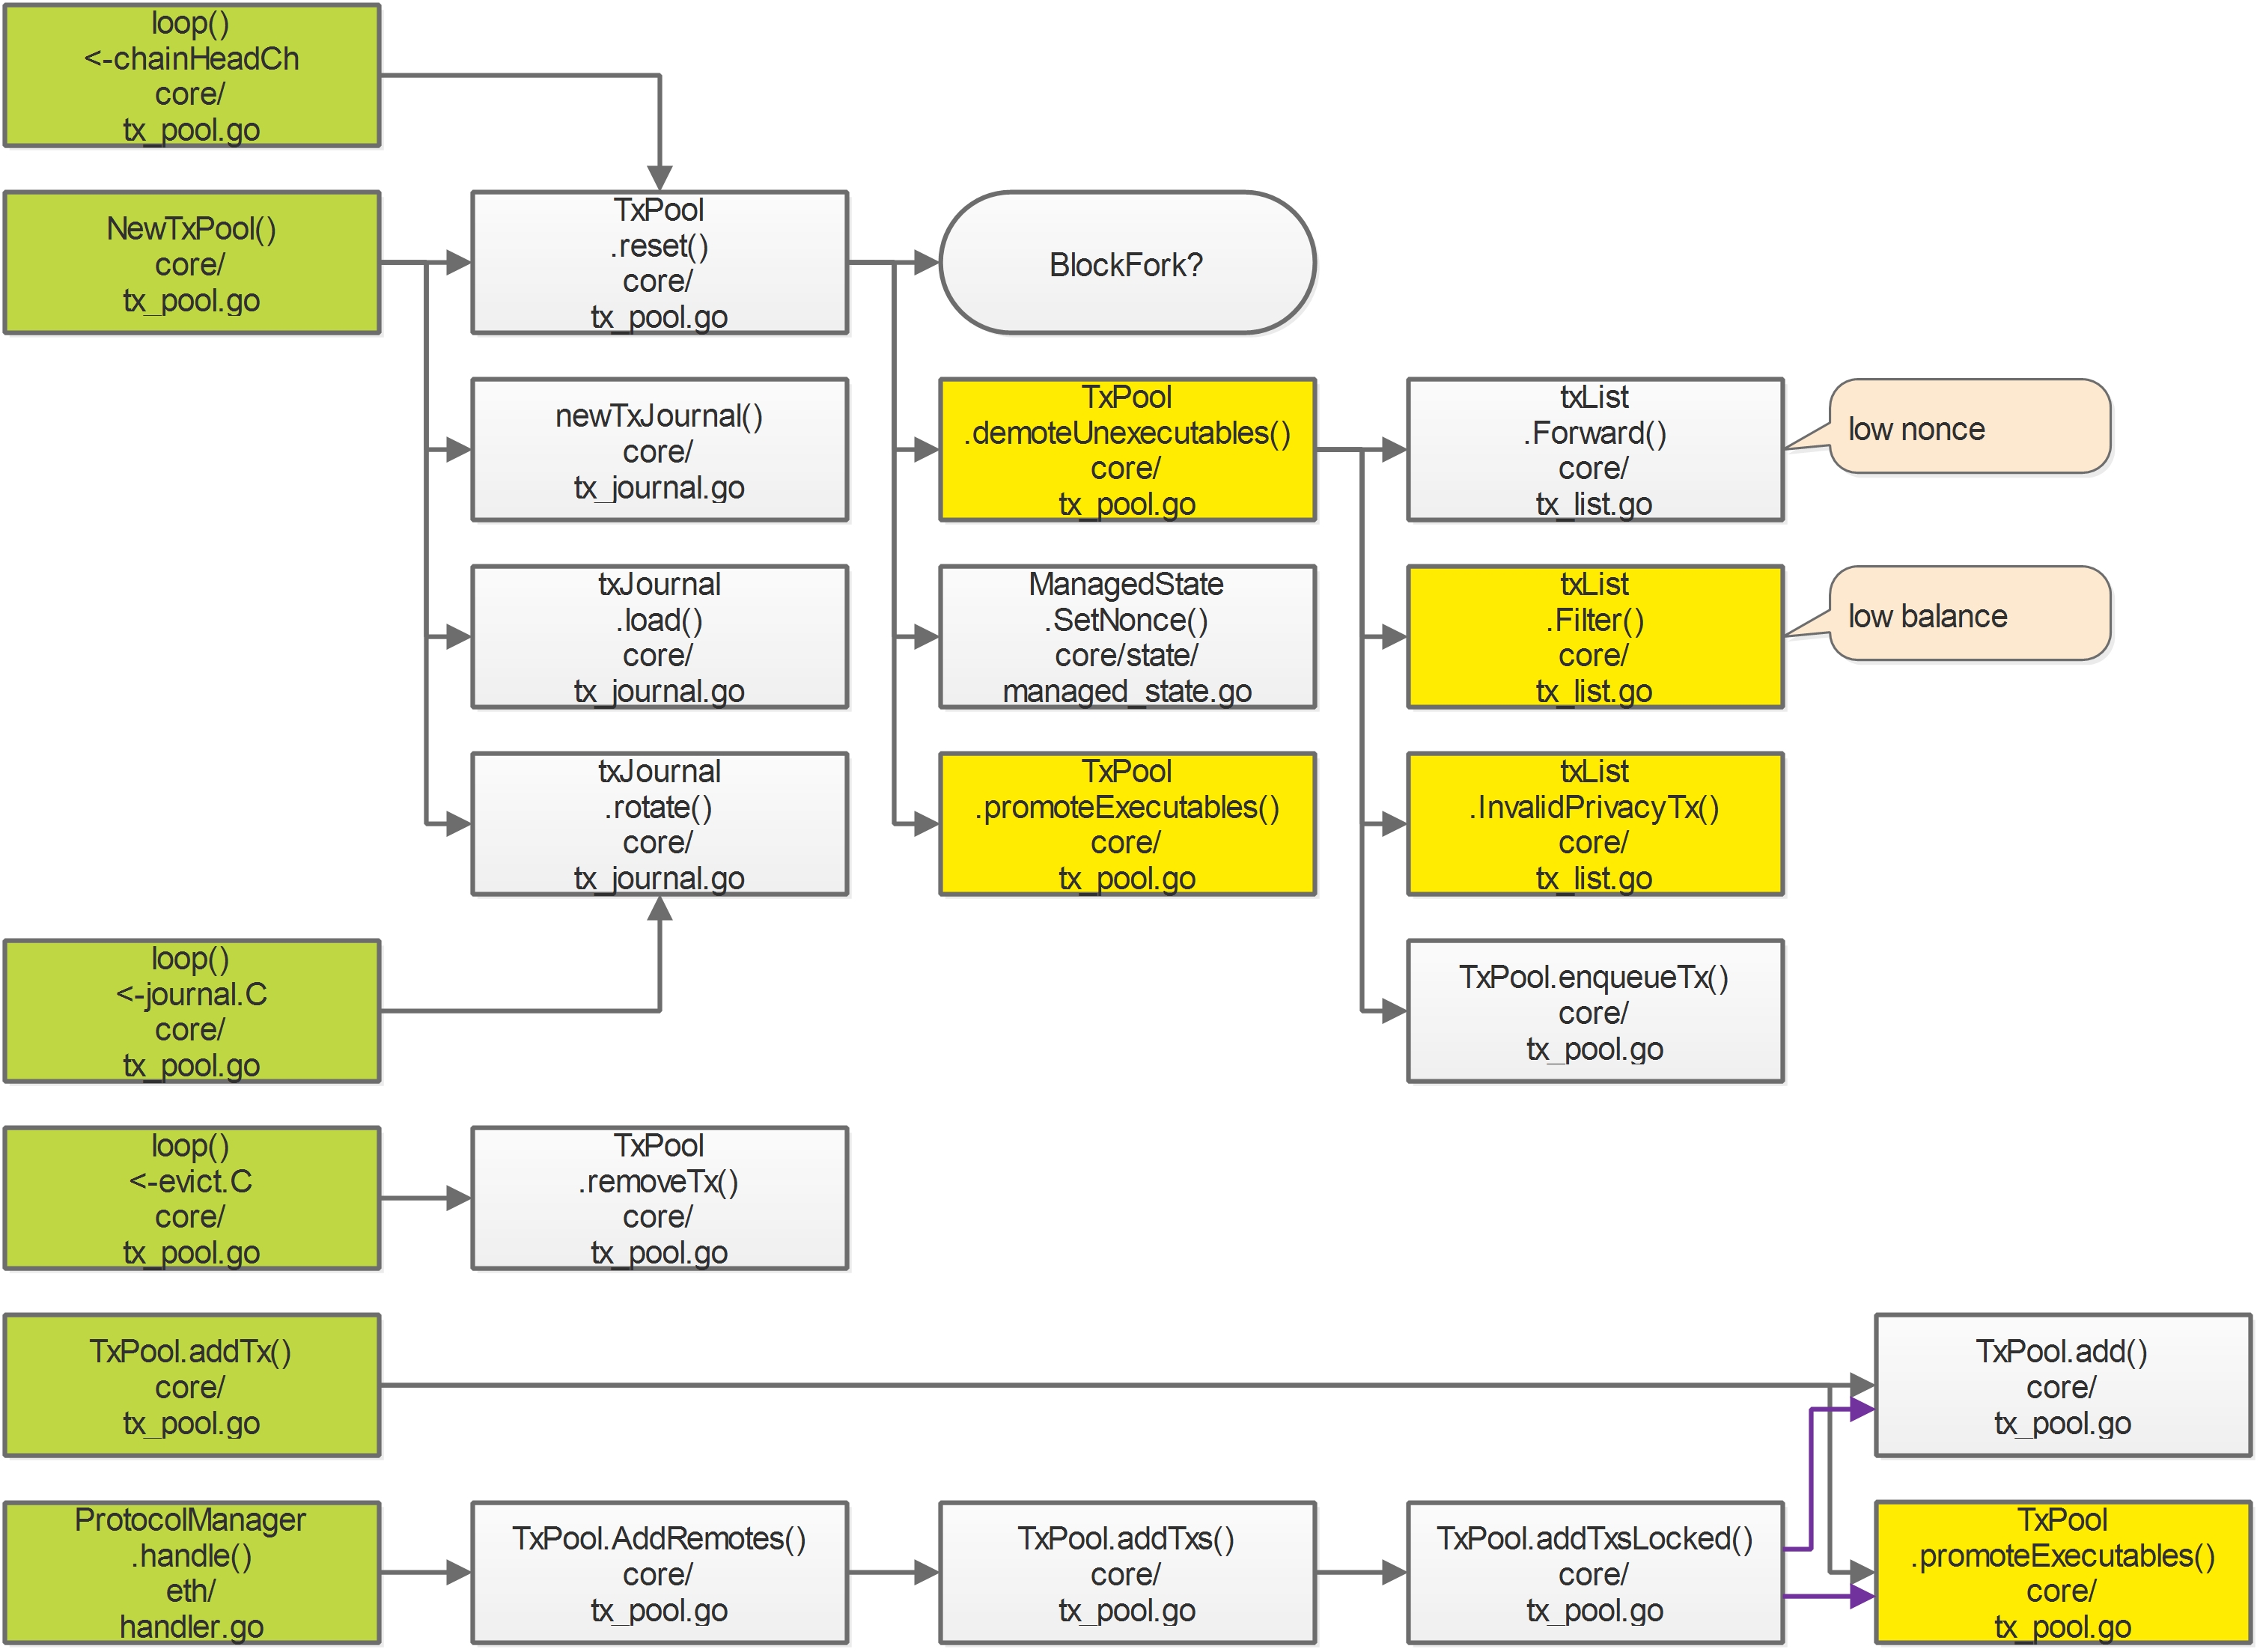 loop()
<-chainHeadCh
core/
tx_pool.go
NewTxPool()
core/
tx_pool.go
TxPool
.reset()
core/
tx_pool.go
BlockFork?
newTxJournal()
core/
tx_journal.go
TxPool
.demoteUnexecutables()
core/
tx_pool.go
txList
.Forward()
core/
tx_list.go
low nonce
txJournal
.load()
core/
tx_journal.go
ManagedState
.SetNonce()
core/state/
managed_state.go
txList
.Filter()
core/
tx_list.go
low balance
txJournal
.rotate()
core/
tx_journal.go
TxPool
.promoteExecutables()
core/
tx_pool.go
txList
.InvalidPrivacyTx()
core/
tx_list.go
loop()
<-journal.C
core/
tx_pool.go
TxPool.enqueueTx()
core/
tx_pool.go
loop()
<-evict.C
core/
tx_pool.go
TxPool
.removeTx()
core/
tx_pool.go
TxPool.addTx()
core/
tx_pool.go
TxPool.add()
core/
tx_pool.go
ProtocolManager
.handle()
eth/
handler.go
TxPool.AddRemotes()
core/
tx_pool.go
TxPool.addTxs()
core/
tx_pool.go
TxPool.addTxsLocked()
core/
tx_pool.go
TxPool
.promoteExecutables()
core/
tx_pool.go